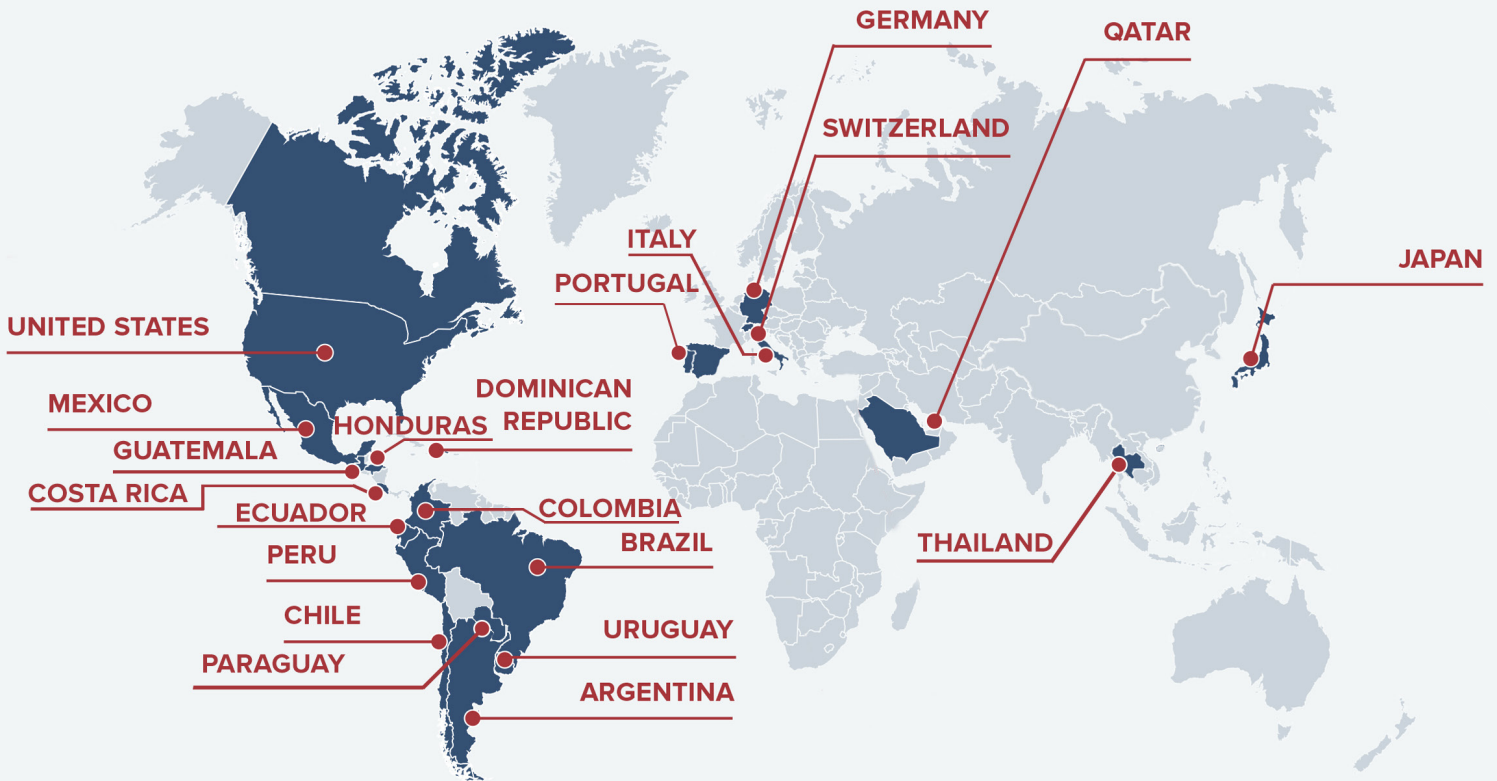 GERMANY
QATAR
SWITZERLAND
ITALY
PORTUGAL
JAPAN
UNITED STATES
MEXICO
DOMINICAN
REPUBLIC
HONDURAS
GUATEMALA
COSTA RICA
ECUADOR
COLOMBIA
BRAZIL
PERU
THAILAND
CHILE
URUGUAY
PARAGUAY
ARGENTINA